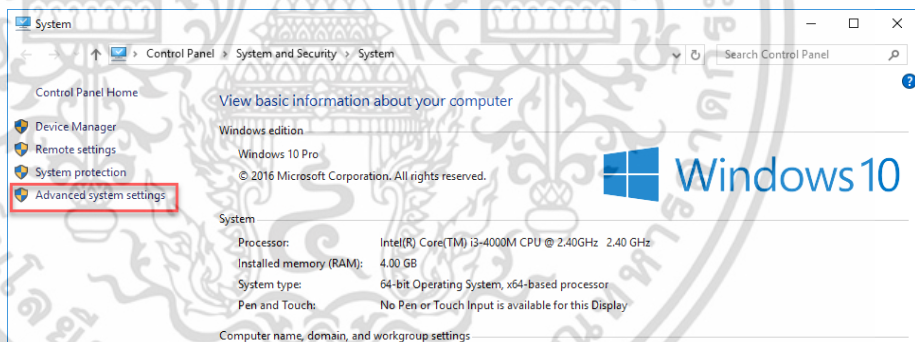 System
Control Panel > System and Security > System
Search Control Panel
Control Panel Home
Device Manager
Remote settings
System protection
Advanced system settings
View basic information about your computer
Windows edition
Windows 10 Pro
© 2016 Microsoft Corporation. All rights reserved.
Windows 10
System
Processor: Intel(R) Core(TM) i3-4000M CPU @ 2.40GHz 2.40 GHz
Installed memory (RAM): 4.00 GB
System type: 64-bit Operating System, x64-based processor
Pen and Touch: No Pen or Touch Input is available for this Display
Computer name, domain, and workgroup settings